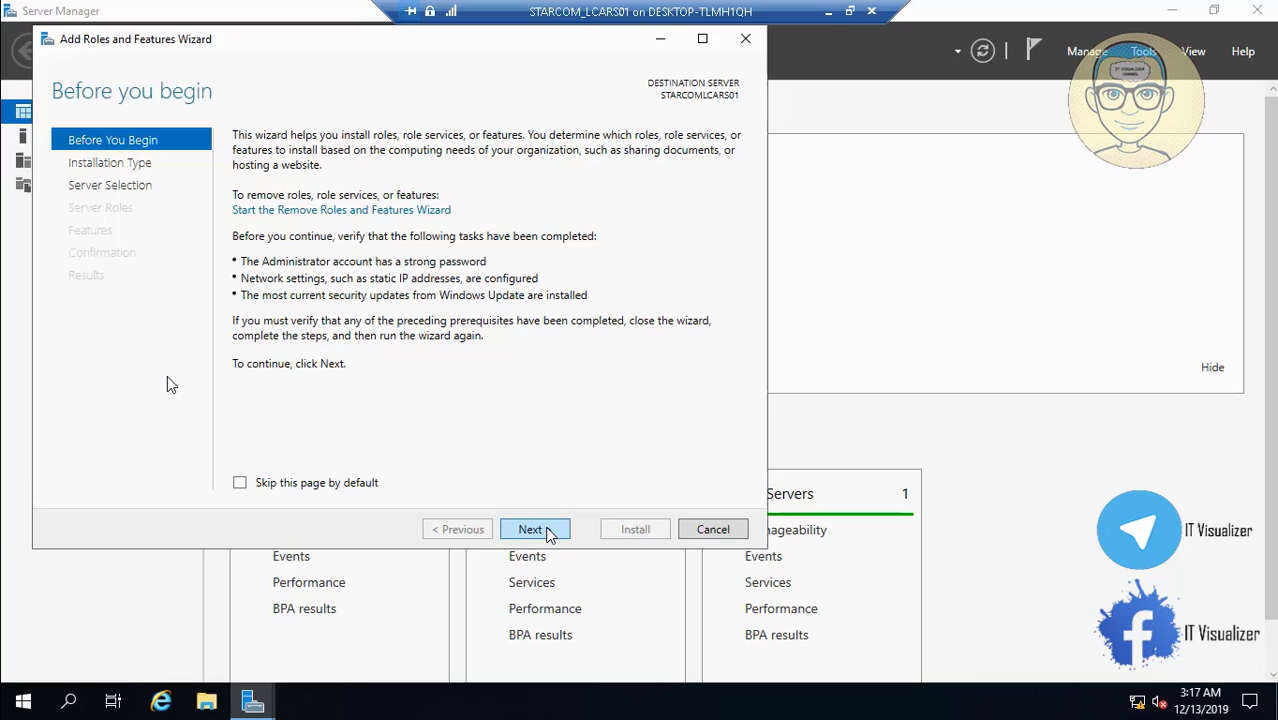 Server Manager
STARCOM_LCARS01 on DESKTOP-TLMH1QH
Manage Tools View Help
IT VISUALIZER
CHANNEL
Add Roles and Features Wizard
Before you begin
DESTINATION SERVER
STARCOMLCARS01
Before You Begin
Installation Type
Server Selection
Server Roles
Features
Confirmation
Results
This wizard helps you install roles, role services, or features. You determine which roles, role services, or
features to install based on the computing needs of your organization, such as sharing documents, or
hosting a website.
To remove roles, role services, or features:
Start the Remove Roles and Features Wizard
Before you continue, verify that the following tasks have been completed:
• The Administrator account has a strong password
• Network settings, such as static IP addresses, are configured
• The most current security updates from Windows Update are installed
If you must verify that any of the preceding prerequisites have been completed, close the wizard,
complete the steps, and then run the wizard again.
To continue, click Next.
Skip this page by default
< Previous Next Install Cancel
Hide
Servers 1
nageability
Events Events Events
Performance Services Services
BPA results Performance Performance
BPA results BPA results
IT Visualizer
IT Visualizer
3:17 AM
12/13/2019